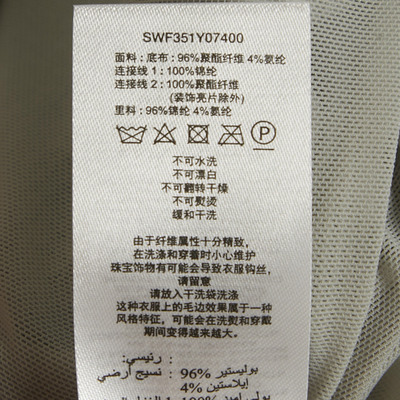 SWF351Y07400
面料：底布：96%聚酯纤维 4%氨纶
连接线 1：100%锦纶
连接线 2：100%聚酯纤维
(装饰亮片除外)
里料：96%锦纶 4%氨纶
P
不可水洗
不可漂白
不可翻转干燥
不可熨烫
缓和干洗
由于纤维属性十分精致，
在洗涤和穿着时小心维护
珠宝饰物有可能会导致衣服钩丝，
请留意
请放入干洗袋洗涤
这种衣服上的毛边效果属于一种
风格特征，可能会在洗熨和穿戴
期间变得越来越大。
رئيسي:
بوليستير %96 : نسيج أرضي
إيلاستين %4